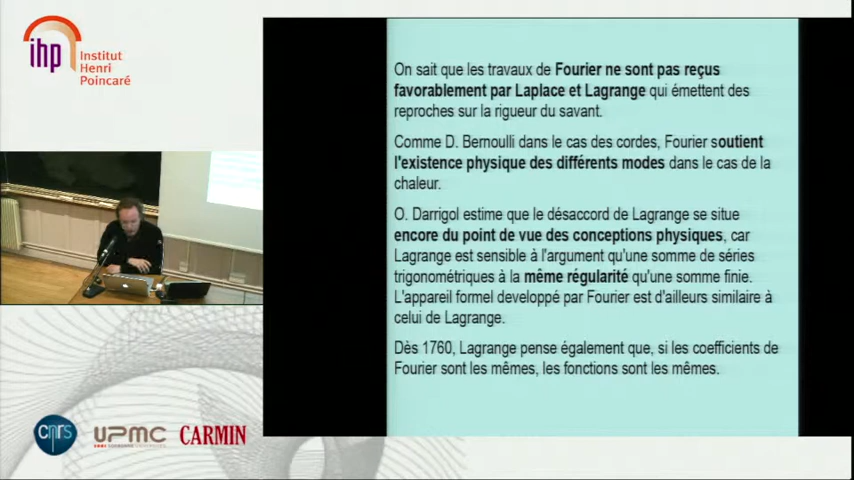 ihp
Institut
Henri
Poincaré
On sait que les travaux de Fourier ne sont pas reçus
favorablement par Laplace et Lagrange qui émettent des
reproches sur la rigueur du savant.
Comme D. Bernoulli dans le cas des cordes, Fourier soutient
l'existence physique des différents modes dans le cas de la
chaleur.
O. Darrigol estime que le désaccord de Lagrange se situe
encore du point de vue des conceptions physiques, car
Lagrange est sensible à l'argument qu'une somme de séries
trigonométriques à la même régularité qu'une somme finie.
L'appareil formel developpé par Fourier est d'ailleurs similaire à
celui de Lagrange.
Dès 1760, Lagrange pense également que, si les coefficients de
Fourier sont les mêmes, les fonctions sont les mêmes.
cnrs
UPMC
CARMIN